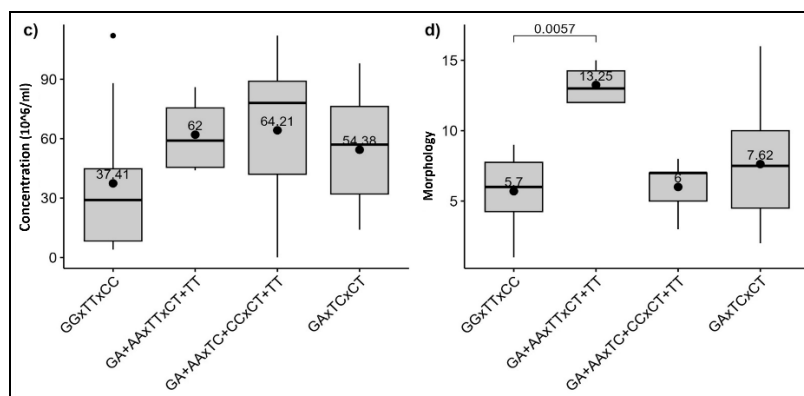 c)
Concentration (10^6/ml)
90
60
30
0
37,41
62
64,21
54,38
GGxTTxCC
GA+AAxTTxCT+TT
GA+AAxTC+CCxCT+TT
GAxTCxCT
d)
Morphology
15
10
5
0.0057
5,7
13,25
6
7,62
GGxTTxCC
GA+AAxTTxCT+TT
GA+AAxTC+CCxCT+TT
GAxTCxCT